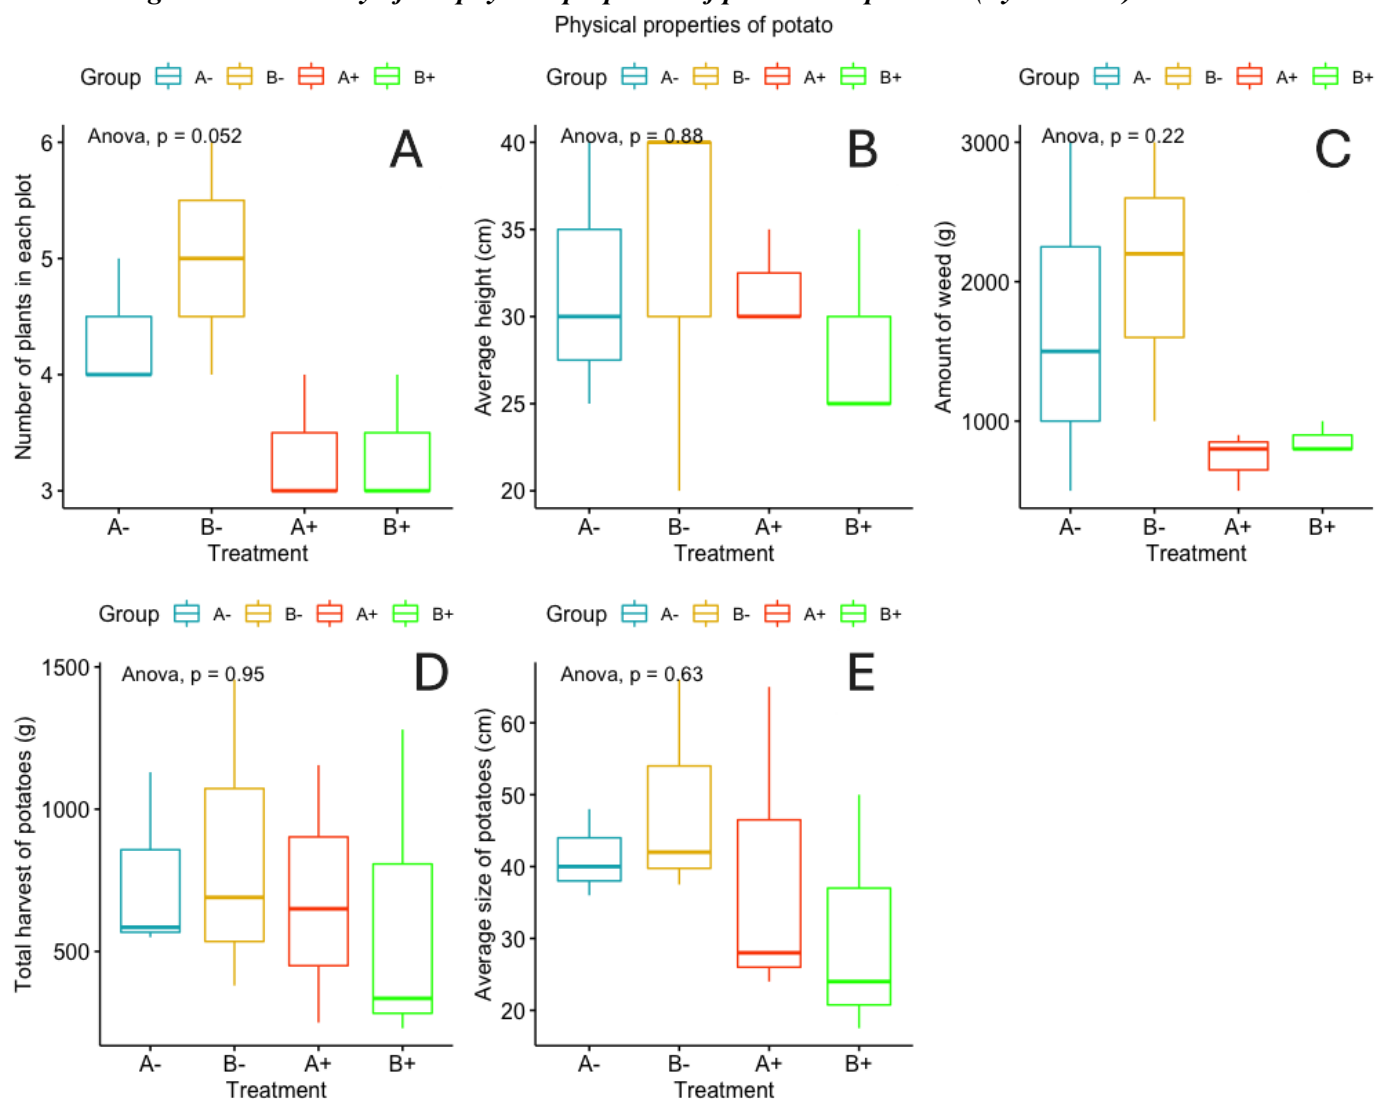 Physical properties of potato
Group A- B- A+ B+
Anova, p = 0.052
A
6
5
4
3
Number of plants in each plot
A- B- A+ B+
Treatment
Group A- B- A+ B+
Anova, p = 0.88
B
40
35
30
25
20
Average height (cm)
A- B- A+ B+
Treatment
Group A- B- A+ B+
Anova, p = 0.22
C
3000
2000
1000
Amount of weed (g)
A- B- A+ B+
Treatment
Group A- B- A+ B+
Anova, p = 0.95
D
1500
1000
500
Total harvest of potatoes (g)
A- B- A+ B+
Treatment
Group A- B- A+ B+
Anova, p = 0.63
E
60
50
40
30
20
Average size of potatoes (cm)
A- B- A+ B+
Treatment